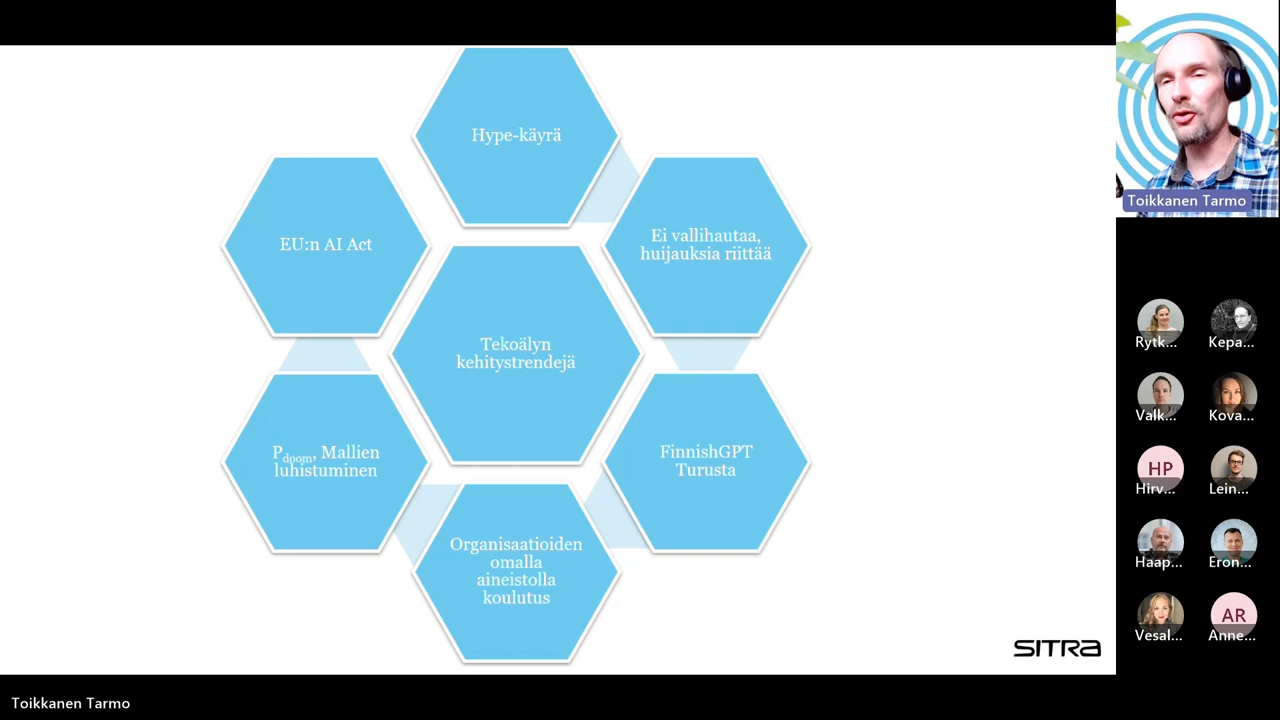 Hype-käyrä
EU:n AI Act
Ei vallihautaa,
huijauksia riittää
Tekoälyn
kehitystrendejä
P_doom, Mallien
luhistuminen
FinnishGPT
Turusta
Organisaatioiden
omalla
aineistolla
koulutus
SITRA
Toikkanen Tarmo
Rytk...
Kepa...
Valk...
Kova...
HP
Hirv...
Lein...
Haap...
Eron...
Vesal...
AR
Anne...
Toikkanen Tarmo